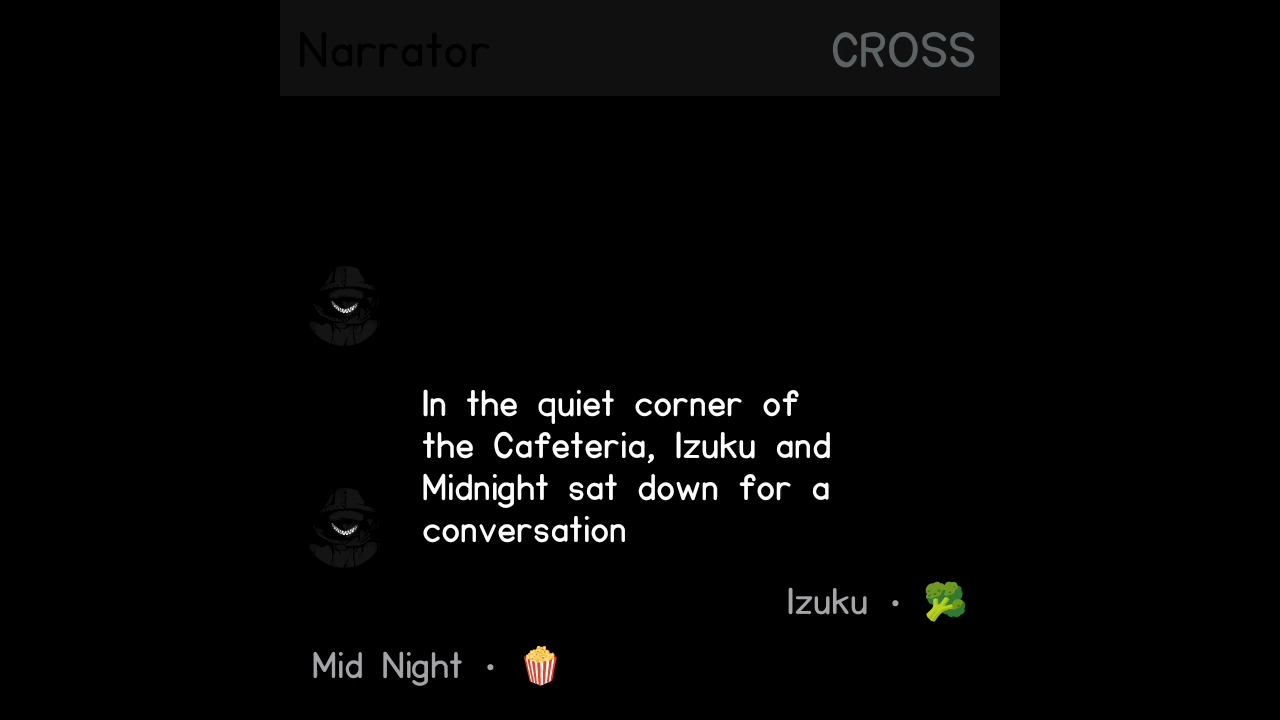 Narrator
CROSS
In the quiet corner of
the Cafeteria, Izuku and
Midnight sat down for a
conversation
Izuku • 🥦
Mid Night • 🍿